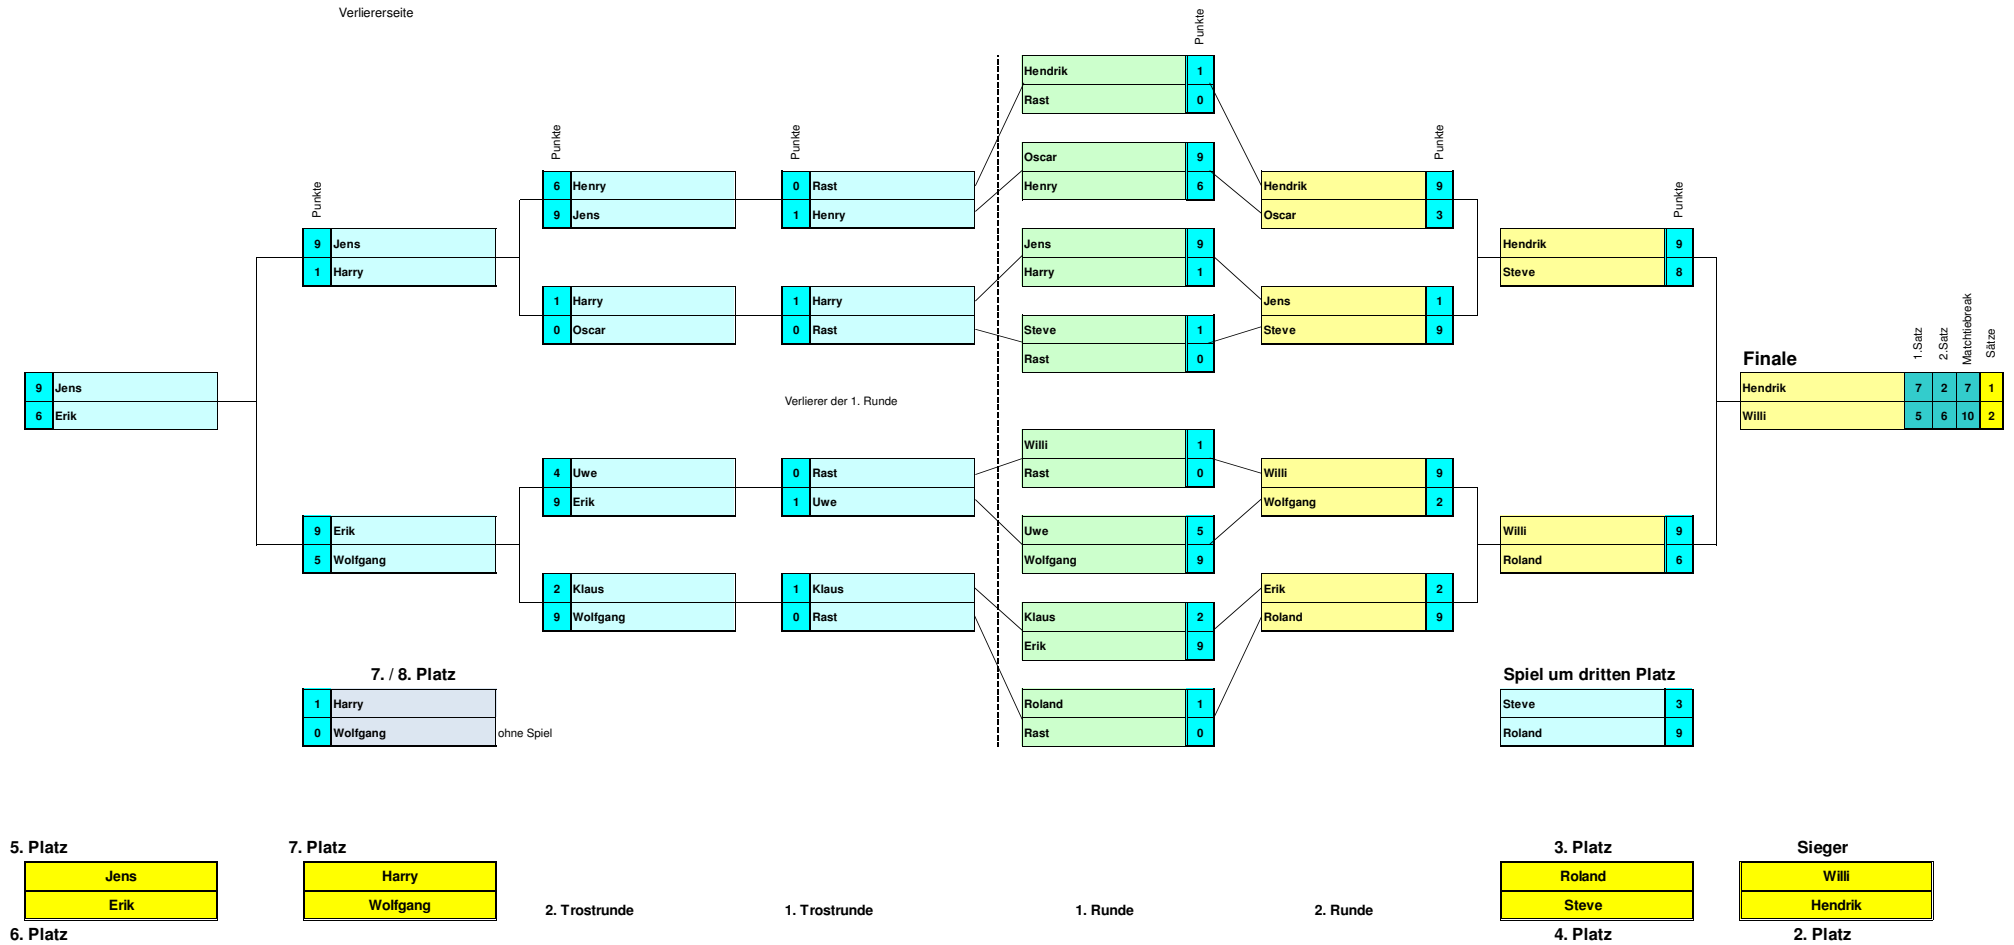 Verliererseite
Punkte
Hendrik 1
Rast 0
Punkte
Punkte
Oscar 9
Henry 6
Punkte
Punkte
6 Henry
9 Jens
0 Rast
1 Henry
Hendrik 9
Oscar 3
Punkte
9 Jens
1 Harry
Jens 9
Harry 1
Hendrik 9
Steve 8
1 Harry
0 Oscar
1 Harry
0 Rast
Jens 1
Steve 9
Steve 1
Rast 0
1.Satz
2.Satz
Matchtiebreak
Sätze
Finale
9 Jens
6 Erik
Hendrik 7 2 7 1
Willi 5 6 10 2
Verlierer der 1. Runde
Willi 1
Rast 0
4 Uwe
9 Erik
0 Rast
1 Uwe
Willi 9
Wolfgang 2
9 Erik
5 Wolfgang
Uwe 5
Wolfgang 9
Willi 9
Roland 6
2 Klaus
9 Wolfgang
1 Klaus
0 Rast
Erik 2
Roland 9
Klaus 2
Erik 9
7. / 8. Platz
Spiel um dritten Platz
1 Harry
0 Wolfgang ohne Spiel
Roland 1
Rast 0
Steve 3
Roland 9
5. Platz 7. Platz 3. Platz Sieger
Jens Harry Roland Willi
Erik Wolfgang 2. Trostrunde 1. Trostrunde 1. Runde 2. Runde Steve Hendrik
6. Platz 4. Platz 2. Platz